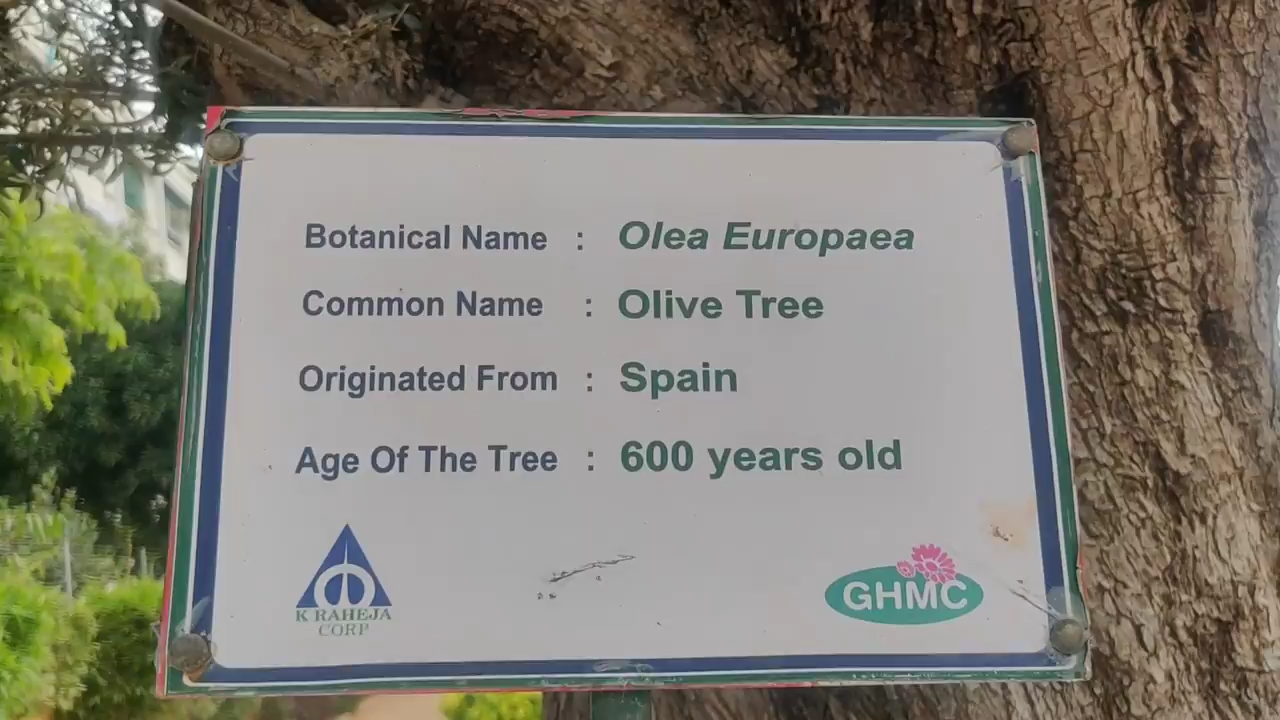 Botanical Name : Olea Europaea
Common Name : Olive Tree
Originated From : Spain
Age Of The Tree : 600 years old
K RAHEJA
CORP
GHMC